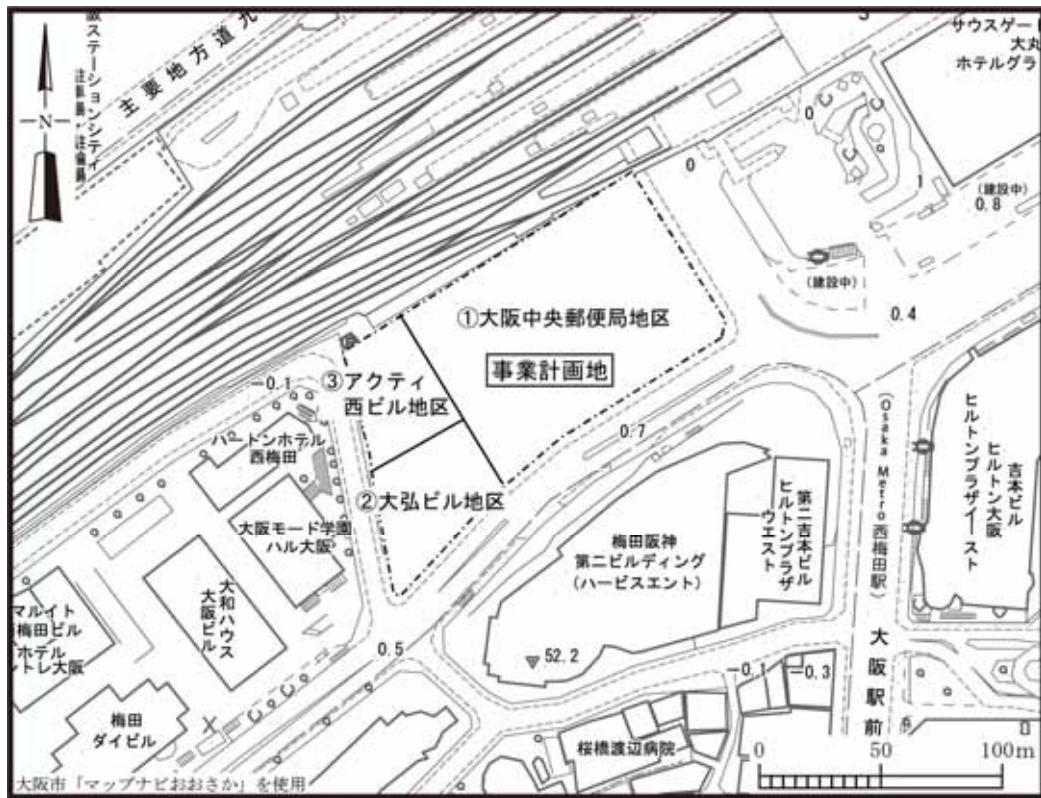 阪ステーションシティ
主要地方道九
N
サウスゲー
大丸
ホテルグラ
0
0
1
(建設中)
0.8
(建設中)
0.4
①大阪中央郵便局地区
事業計画地
③アクティ
西ビル地区
-0.1
ハートンホテル
西梅田
②大弘ビル地区
大阪モード学園
ハル大阪
大和ハウス
大阪ビル
マルイト
梅田ビル
ホテル
ントレ大阪
梅田
ダイビル
0.7
0.5
梅田阪神
第二ビルディング
(ハービスエント)
52.2
第二吉本ビル
ヒルトンプラザ
ウエスト
(Osaka Metro西梅田駅)
吉本ビル
ヒルトン大阪
ヒルトンプラザイースト
大阪駅前
-0.1
-0.3
桜橋渡辺病院
0 50 100m
大阪市「マップナビおおさか」を使用